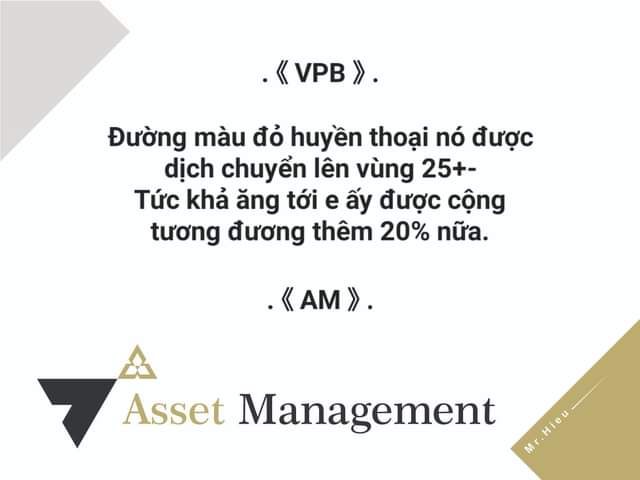 .《 VPB 》.
Đường màu đỏ huyền thoại nó được
dịch chuyển lên vùng 25+-
Tức khả ăng tới e ấy được cộng
tương đương thêm 20% nữa.
.《 AM 》.
Asset Management
Mr.Hieu